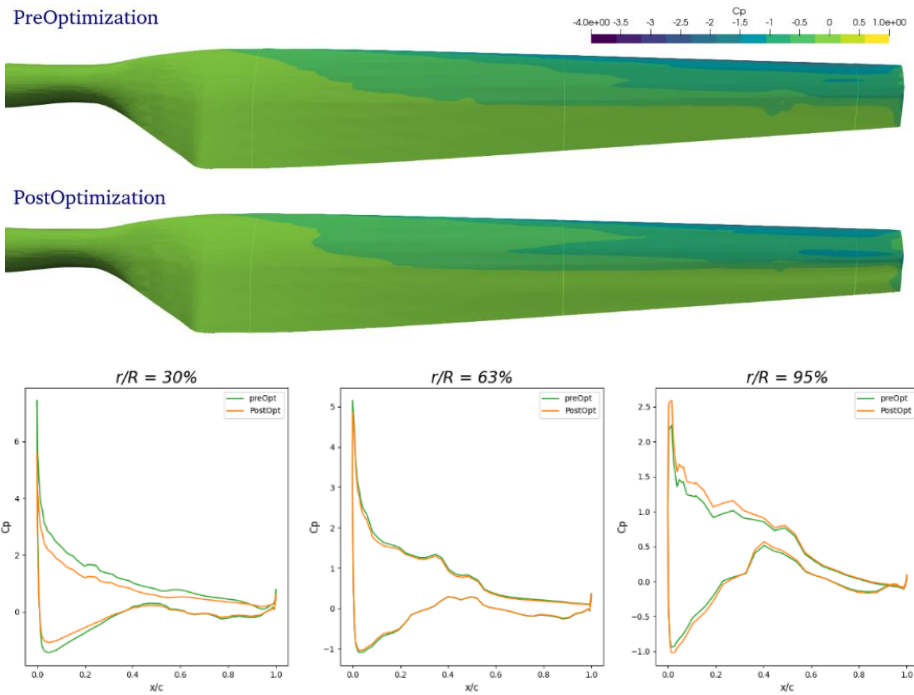 PreOptimization
Cp
-4.0e+00 -3.5 -3 -2.5 -2 -1.5 -1 -0.5 0 0.5 1.0e+00
PostOptimization
r/R = 30%
preOpt
PostOpt
6
4
2
0
Cp
0.0 0.2 0.4 0.6 0.8 1.0
x/c
r/R = 63%
preOpt
PostOpt
5
4
3
2
1
0
−1
Cp
0.0 0.2 0.4 0.6 0.8 1.0
x/c
r/R = 95%
preOpt
PostOpt
2.5
2.0
1.5
1.0
0.5
0.0
−0.5
−1.0
Cp
0.0 0.2 0.4 0.6 0.8 1.0
x/c